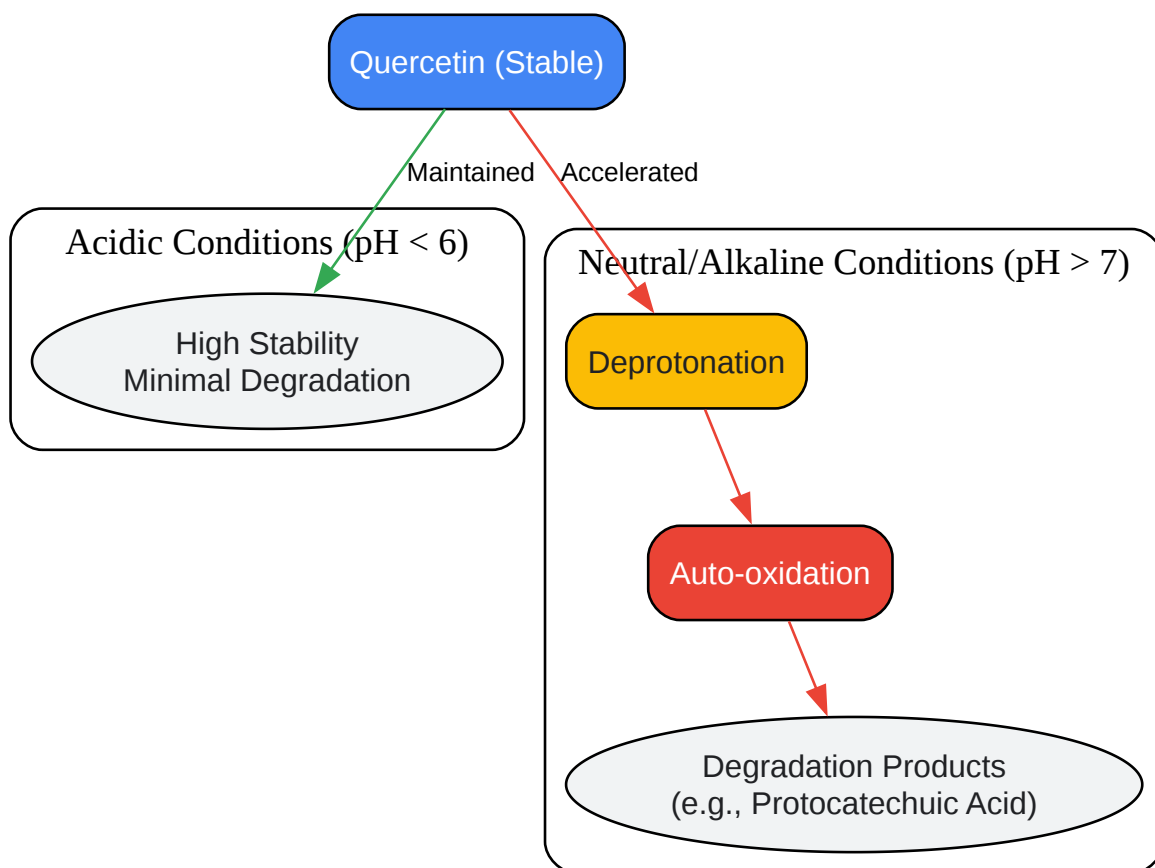 Quercetin (Stable)
Maintained
Accelerated
Acidic Conditions (pH < 6)
High Stability
Minimal Degradation
Neutral/Alkaline Conditions (pH > 7)
Deprotonation
Auto-oxidation
Degradation Products
(e.g., Protocatechuic Acid)